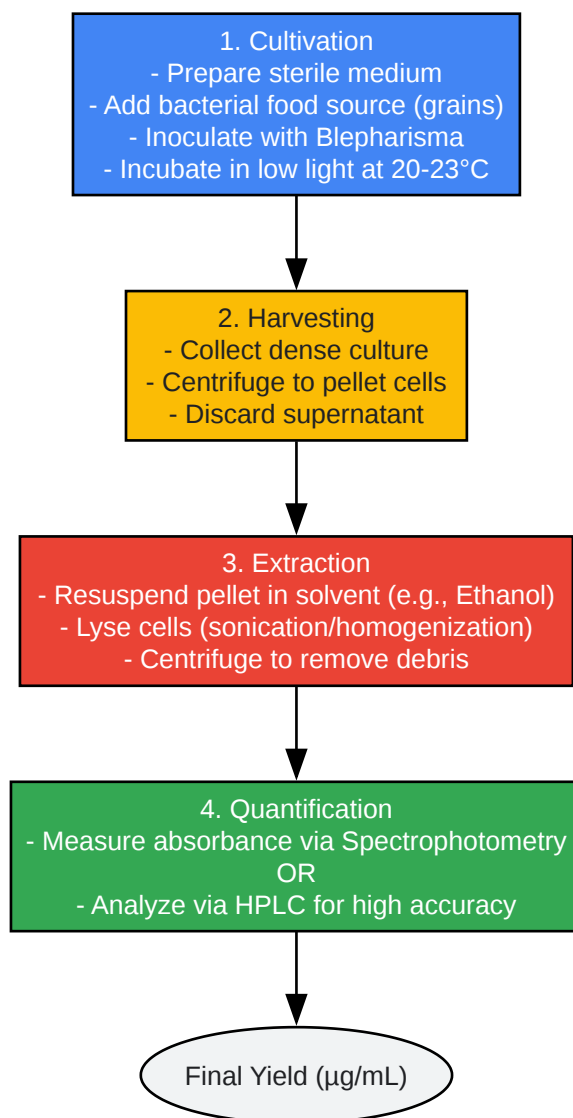 1. Cultivation
- Prepare sterile medium
- Add bacterial food source (grains)
- Inoculate with Blepharisma
- Incubate in low light at 20-23°C
2. Harvesting
- Collect dense culture
- Centrifuge to pellet cells
- Discard supernatant
3. Extraction
- Resuspend pellet in solvent (e.g., Ethanol)
- Lyse cells (sonication/homogenization)
- Centrifuge to remove debris
4. Quantification
- Measure absorbance via Spectrophotometry
OR
- Analyze via HPLC for high accuracy
Final Yield (µg/mL)